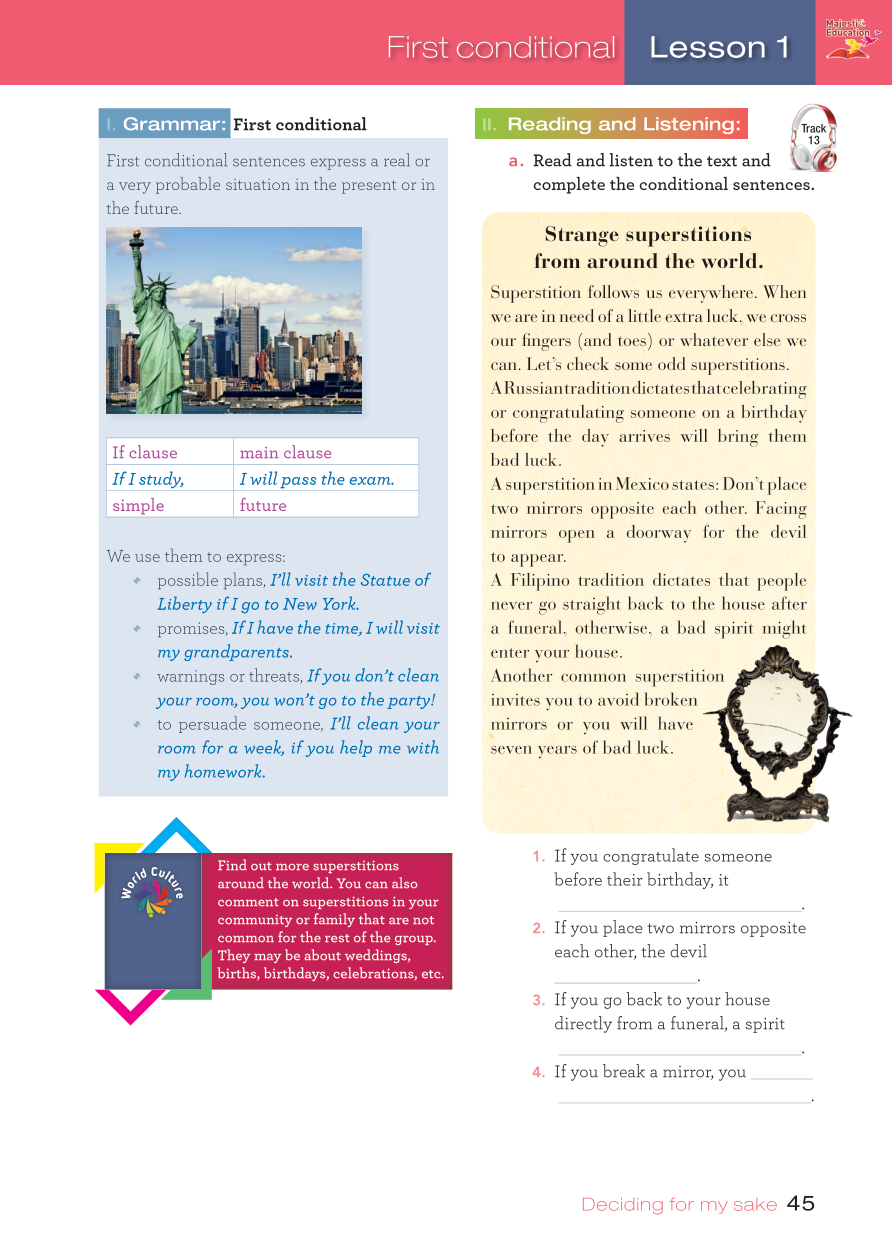 First conditional
Lesson 1
Majestic
Education
I. Grammar: First conditional
First conditional sentences express a real or
a very probable situation in the present or in
the future.
If clause main clause
If I study, I will pass the exam.
simple future
We use them to express:
• possible plans, I'll visit the Statue of
Liberty if I go to New York.
• promises, If I have the time, I will visit
my grandparents.
• warnings or threats, If you don't clean
your room, you won't go to the party!
• to persuade someone, I'll clean your
room for a week, if you help me with
my homework.
World Culture
Find out more superstitions
around the world. You can also
comment on superstitions in your
community or family that are not
common for the rest of the group.
They may be about weddings,
births, birthdays, celebrations, etc.
II. Reading and Listening:
Track
13
a. Read and listen to the text and
complete the conditional sentences.
Strange superstitions
from around the world.
Superstition follows us everywhere. When
we are in need of a little extra luck, we cross
our fingers (and toes) or whatever else we
can. Let's check some odd superstitions.
A Russian tradition dictates that celebrating
or congratulating someone on a birthday
before the day arrives will bring them
bad luck.
A superstition in Mexico states: Don't place
two mirrors opposite each other. Facing
mirrors open a doorway for the devil
to appear.
A Filipino tradition dictates that people
never go straight back to the house after
a funeral, otherwise, a bad spirit might
enter your house.
Another common superstition
invites you to avoid broken
mirrors or you will have
seven years of bad luck.
1. If you congratulate someone
before their birthday, it
____________________.
2. If you place two mirrors opposite
each other, the devil
____________.
3. If you go back to your house
directly from a funeral, a spirit
____________________.
4. If you break a mirror, you _____
____________________.
Deciding for my sake 45